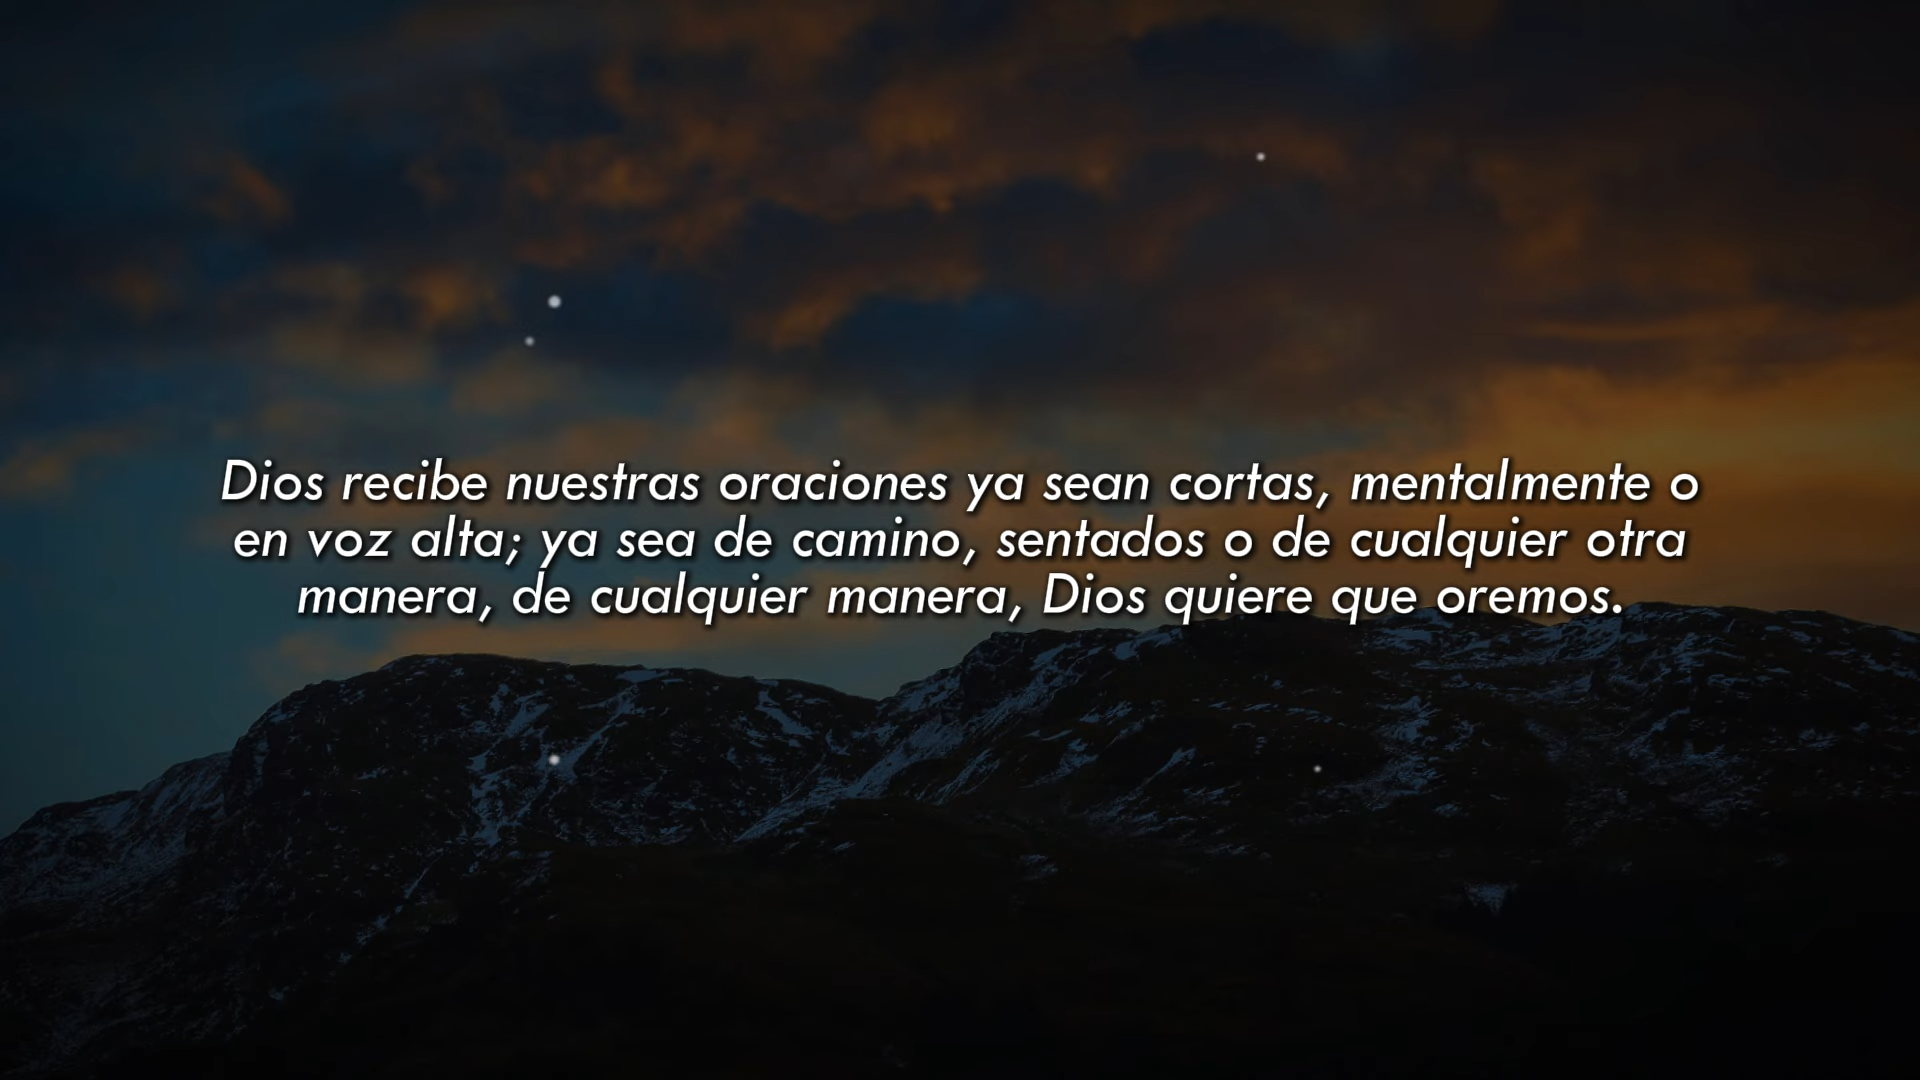 Dios recibe nuestras oraciones ya sean cortas, mentalmente o
en voz alta; ya sea de camino, sentados o de cualquier otra
manera, de cualquier manera, Dios quiere que oremos.